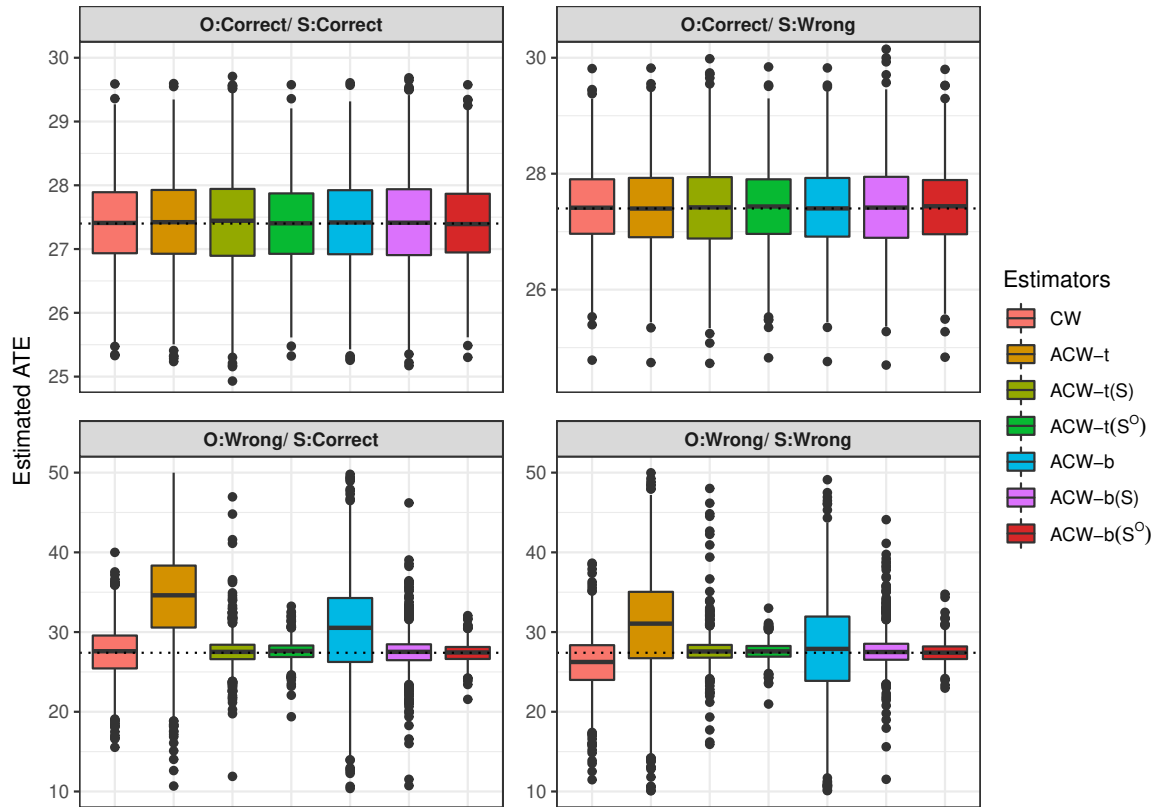 O:Correct/ S:Correct
O:Correct/ S:Wrong
30
29
28
27
26
25
30
28
26
Estimated ATE
O:Wrong/ S:Correct
O:Wrong/ S:Wrong
50
40
30
20
10
50
40
30
20
10
Estimators
CW
ACW-t
ACW-t(S)
ACW-t(S^O)
ACW-b
ACW-b(S)
ACW-b(S^O)